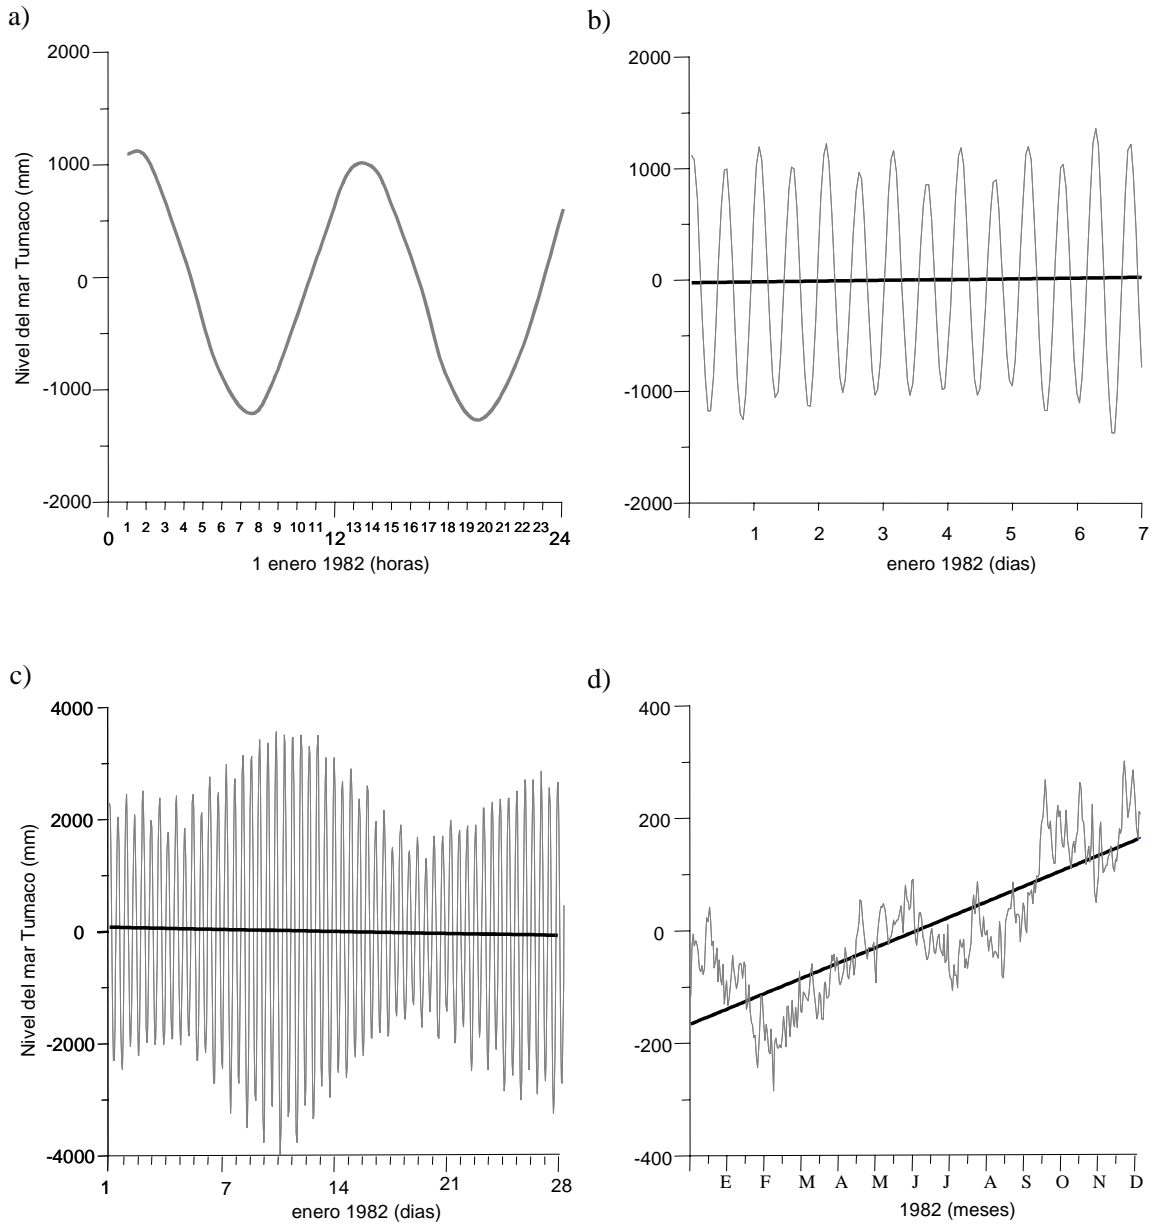 a)
2000
1000
0
-1000
-2000
Nivel del mar Tumaco (mm)
1 2 3 4 5 6 7 8 9 10 11 13 14 15 16 17 18 19 20 21 22 23
0 12 24
1 enero 1982 (horas)
b)
2000
1000
0
-1000
-2000
1 2 3 4 5 6 7
enero 1982 (dias)
c)
4000
2000
0
-2000
-4000
Nivel del mar Tumaco (mm)
1 7 14 21 28
enero 1982 (dias)
d)
400
200
0
-200
-400
E F M A M J J A S O N D
1982 (meses)